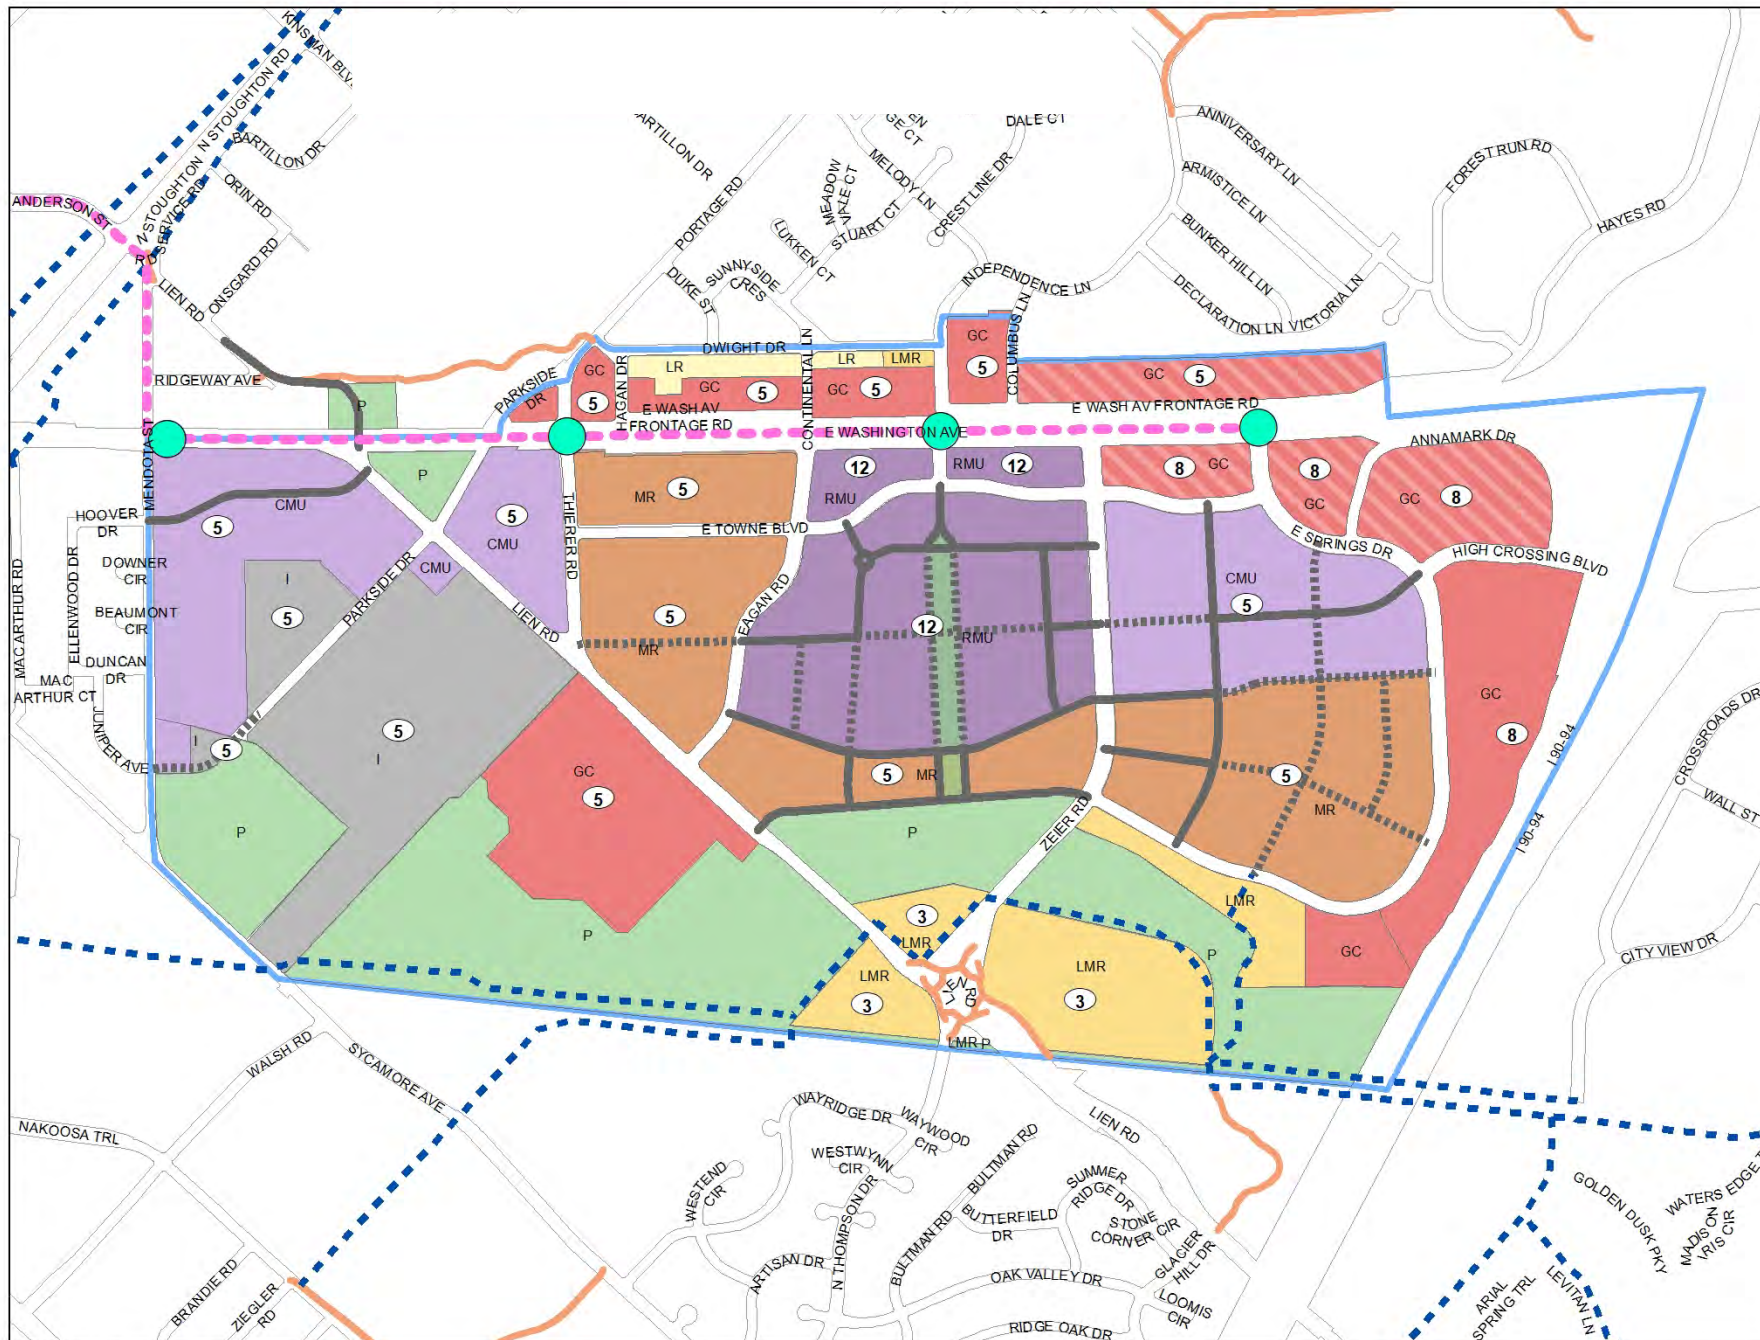 KINSMAN BLV
N STOUGHTON RD
BARTILLON DR
N STOUGHTON
RD
SERVICE RD
ORIN RD
ANDERSON ST
ONSGARD RD
LIEN RD
RIDGEWAY AVE
ARTILLON DR
PORTAGE RD
DUKE ST
SUNNYSIDE
CRES
LUKKEN CT
MEADOW
VALE CT
STUART CT
MELODY LN
GE CT
CREST LINE DR
DALE CT
INDEPENDENCE LN
COLUMBUS LN
ANNIVERSARY LN
ARMISTICE LN
BUNKER HILL LN
DECLARATION LN
VICTORIA LN
FOREST RUN RD
HAYES RD
DWIGHT DR
CONTINENTAL LN
HAGAN DR
PARKSIDE
DR
GC
5
LR
GC
5
LR
LMR
GC
5
GC
5
GC
5
P
E WASH AV
FRONTAGE RD
E WASH AV FRONTAGE RD
E WASHINGTON AVE
ANNAMARK DR
MENDOTA ST
HOOVER
DR
DOWNER
CIR
BEAUMONT
CIR
DUNCAN
DR
MAC
ARTHUR CT
MAC ARTHUR RD
ELLENWOOD DR
JUNIPER AVE
CMU
5
P
CMU
5
CMU
I
5
PARKSIDE DR
LIEN RD
THIERER RD
MR
5
E TOWNE BLVD
EAGAN RD
5
MR
12
RMU
RMU
12
12
RMU
8
GC
8
GC
GC
8
E SPRINGS DR
HIGH CROSSING BLVD
CMU
5
GC
8
I
5
5
I
GC
5
5
MR
5
MR
P
P
P
ZEIER RD
LMR
3
LMR
LMR
3
LMR
3
P
GC
LIEN RD
LMR
P
I 90-94
I 90-94
CROSSROADS DR
WALL ST
CITY VIEW DR
WALSH RD
SYCAMORE AVE
NAKOOSA TRL
BRANDIE RD
ZIEGLER
RD
WAYRIDGE DR
WAYWOOD
CIR
WESTWYNN
CIR
WESTEND
CIR
ARTISAN DR
N THOMPSON DR
BULTMAN RD
BULTMAN RD
BUTTERFIELD
DR
SUMMER
RIDGE DR
STONE
CORNER CIR
GLACIER
HILL DR
OAK VALLEY DR
LOOMIS
CIR
RIDGE OAK DR
LIEN RD
GOLDEN DUSK PKY
WATERS EDGE
MADISON
IRIS CIR
ARIAL
SPRING TRL
LEVITAN LN